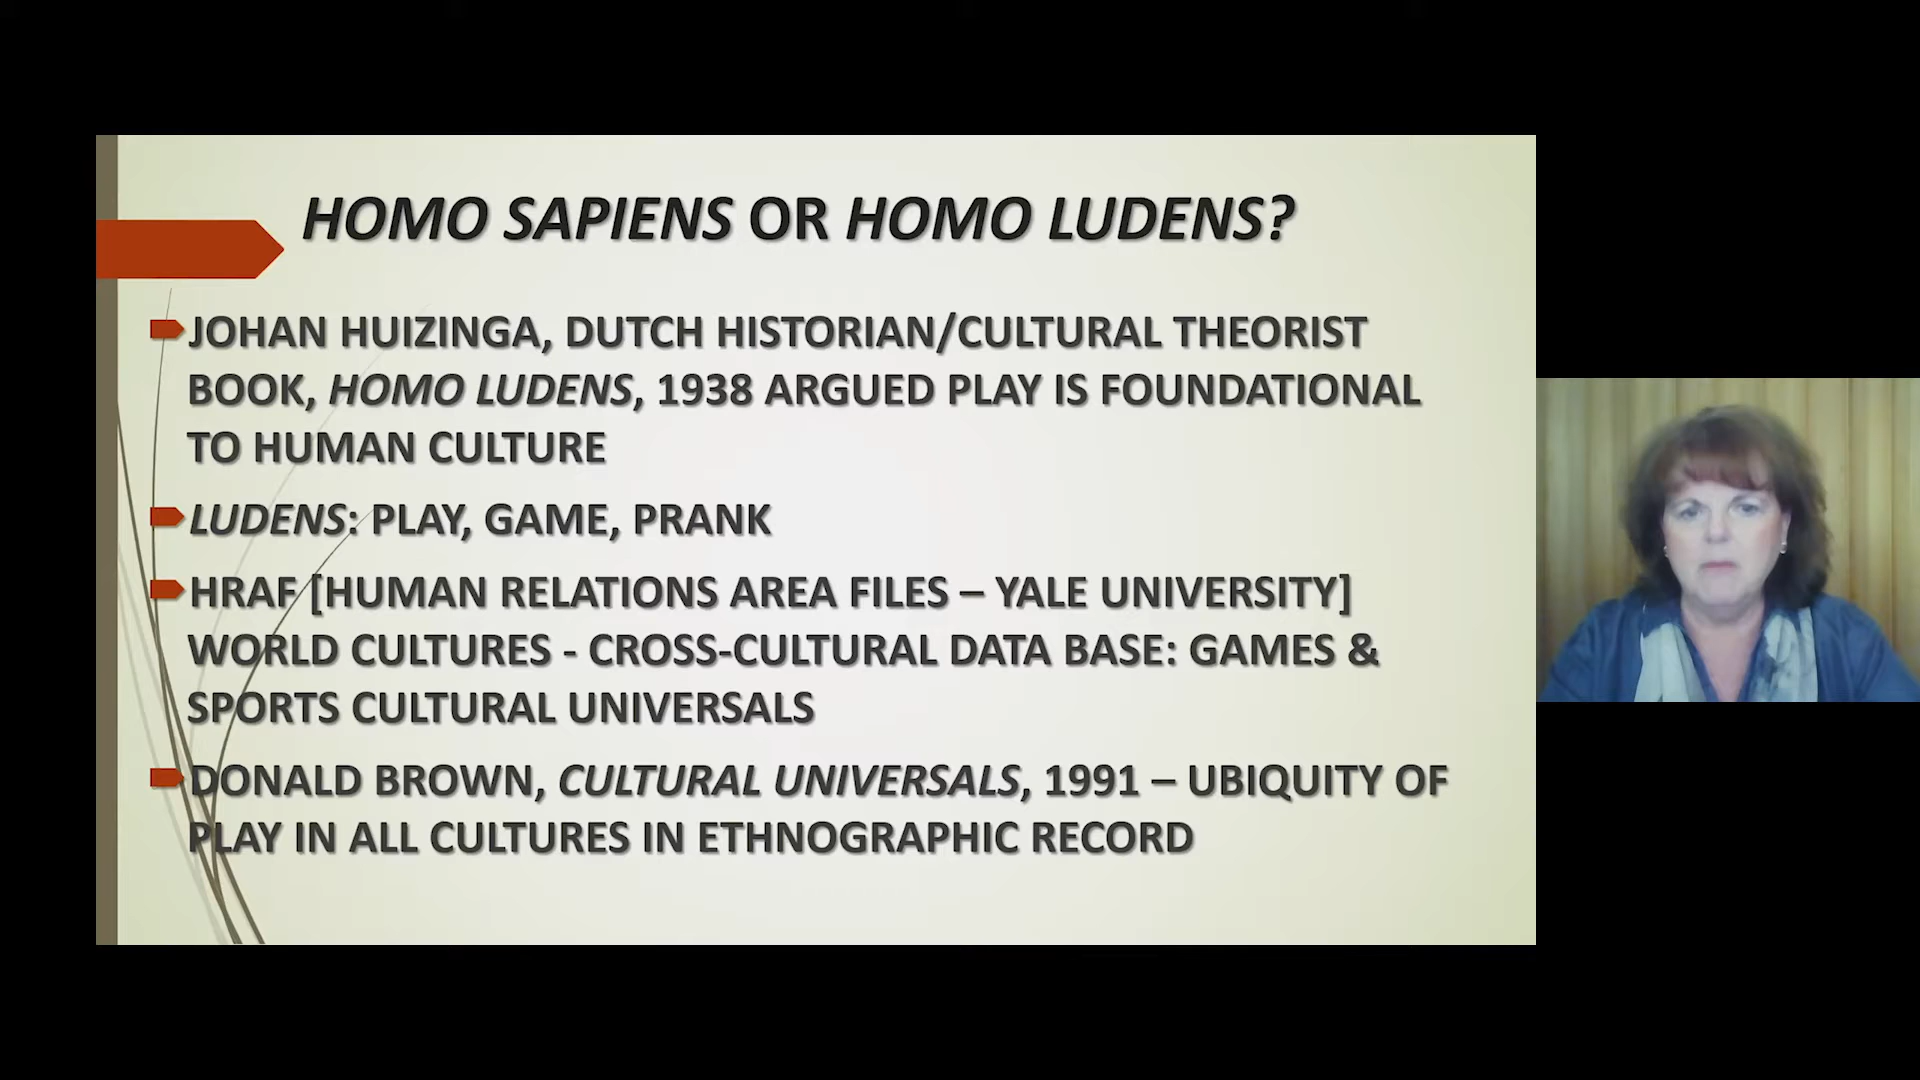 HOMO SAPIENS OR HOMO LUDENS?
JOHAN HUIZINGA, DUTCH HISTORIAN/CULTURAL THEORIST
BOOK, HOMO LUDENS, 1938 ARGUED PLAY IS FOUNDATIONAL
TO HUMAN CULTURE
LUDENS: PLAY, GAME, PRANK
HRAF [HUMAN RELATIONS AREA FILES – YALE UNIVERSITY]
WORLD CULTURES - CROSS-CULTURAL DATA BASE: GAMES &
SPORTS CULTURAL UNIVERSALS
DONALD BROWN, CULTURAL UNIVERSALS, 1991 – UBIQUITY OF
PLAY IN ALL CULTURES IN ETHNOGRAPHIC RECORD